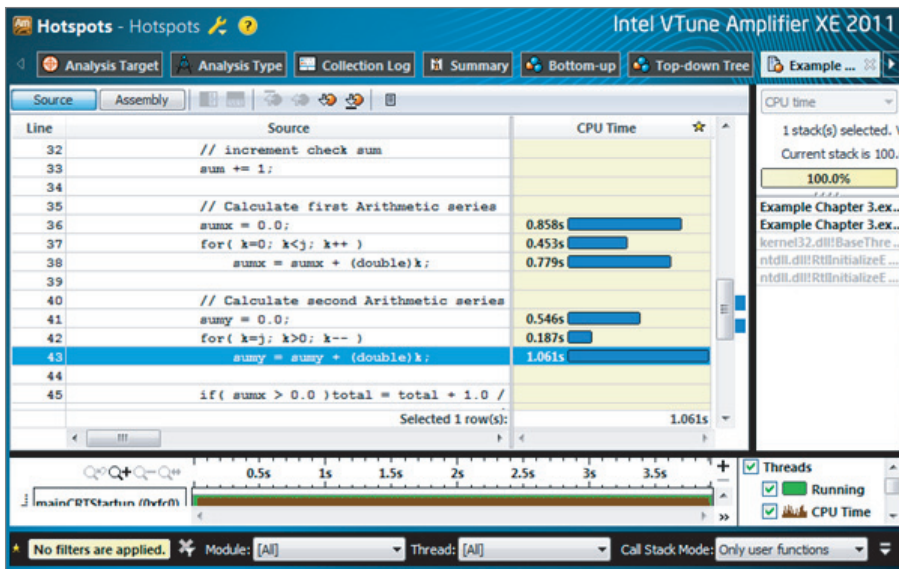 Am Hotspots - Hotspots ? Intel VTune Amplifier XE 2011
Analysis Target Analysis Type Collection Log Summary Bottom-up Top-down Tree Example ...
Source Assembly
CPU time
Line Source CPU Time
1 stack(s) selected.
Current stack is 100.
100.0%
Example Chapter 3.ex...
Example Chapter 3.ex...
kernel32.dll!BaseThre...
ntdll.dll!RtlInitializeE...
ntdll.dll!RtlInitializeE...
32 // increment check sum
33 sum += 1;
34
35 // Calculate first Arithmetic series
36 sumx = 0.0; 0.858s
37 for( k=0; k<j; k++ ) 0.453s
38 sumx = sumx + (double)k; 0.779s
39
40 // Calculate second Arithmetic series
41 sumy = 0.0; 0.546s
42 for( k=j; k>0; k-- ) 0.187s
43 sumy = sumy + (double)k; 1.061s
44
45 if( sumx > 0.0 )total = total + 1.0 /
Selected 1 row(s): 1.061s
0.5s 1s 1.5s 2s 2.5s 3s 3.5s
mainCRTStartup (0xfc0)
Threads
Running
CPU Time
No filters are applied. Module: [All] Thread: [All] Call Stack Mode: Only user functions